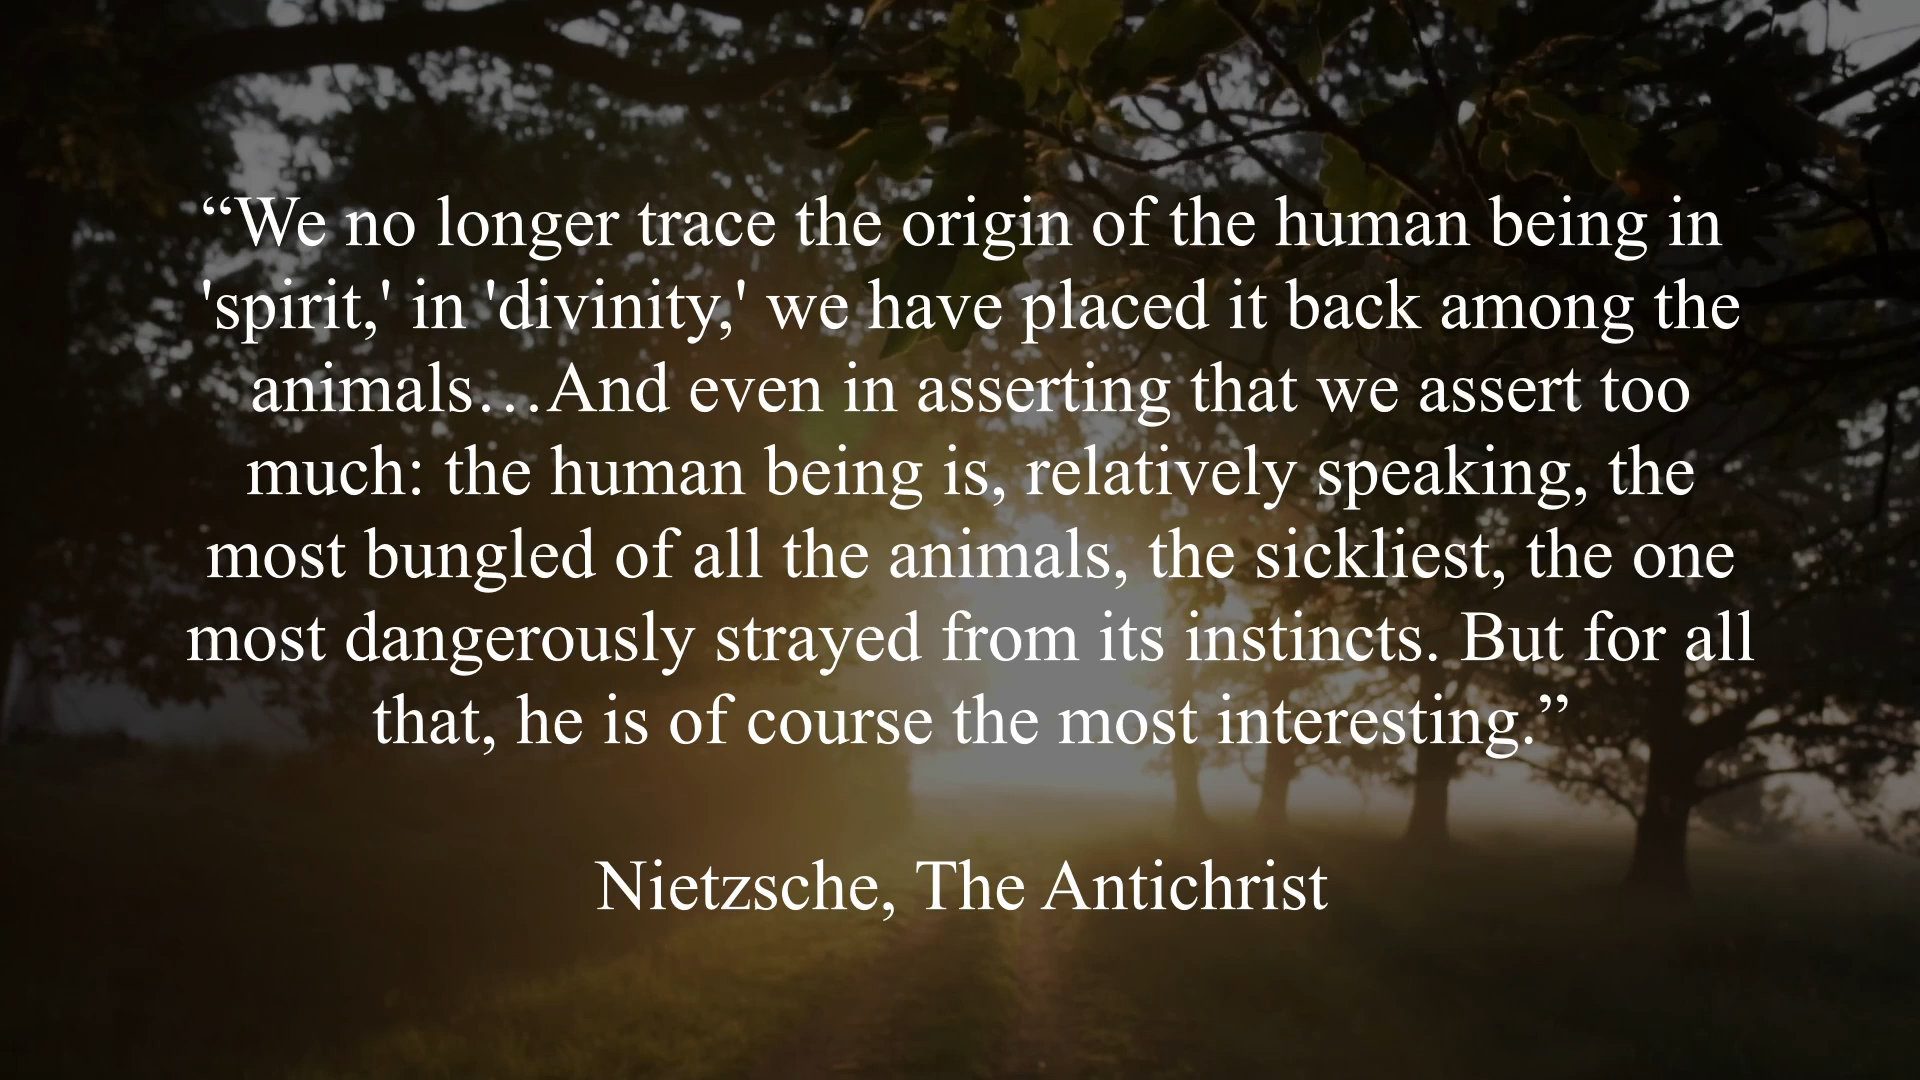 “We no longer trace the origin of the human being in
'spirit,' in 'divinity,' we have placed it back among the
animals…And even in asserting that we assert too
much: the human being is, relatively speaking, the
most bungled of all the animals, the sickliest, the one
most dangerously strayed from its instincts. But for all
that, he is of course the most interesting.”
Nietzsche, The Antichrist